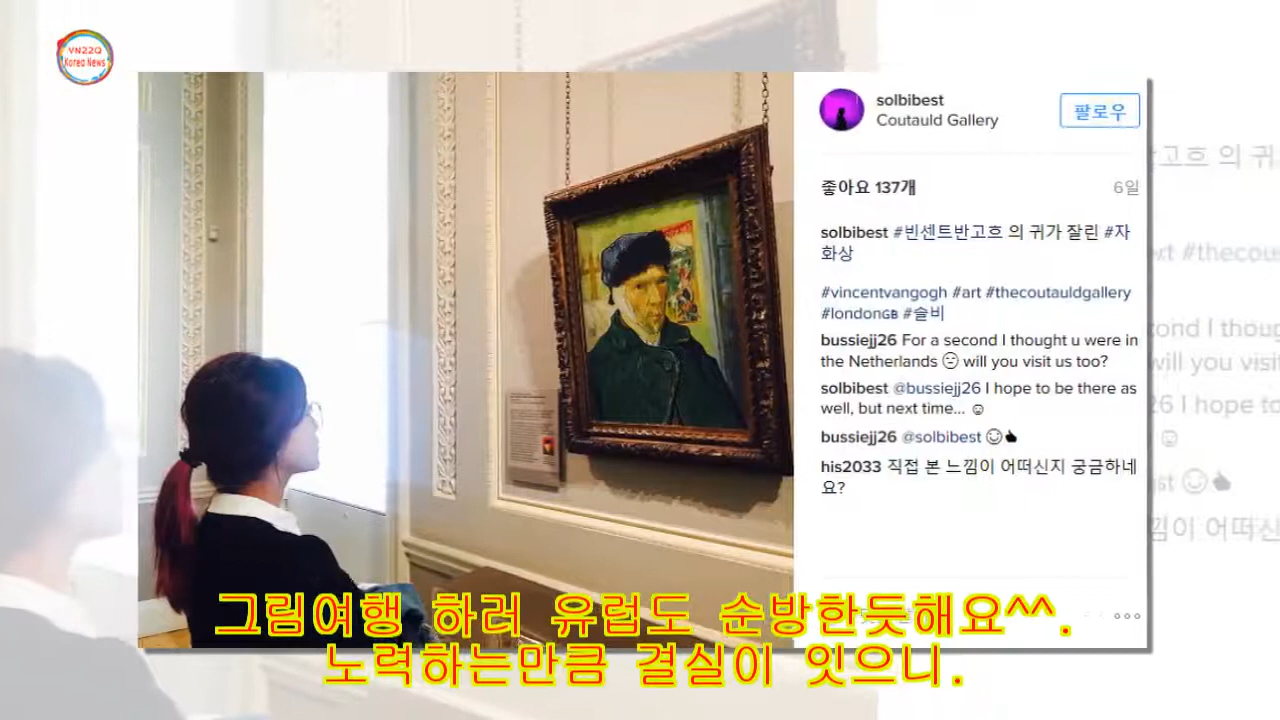 VN22Q
Korea News
solbibest
Coutauld Gallery
팔로우
좋아요 137개
6일
solbibest #빈센트반고흐 의 귀가 잘린 #자
화상
#vincentvangogh #art #thecoutauldgallery
#londonGB #솔비
bussiejj26 For a second I thought u were in
the Netherlands 😔 will you visit us too?
solbibest @bussiejj26 I hope to be there as
well, but next time... ☺
bussiejj26 @solbibest ☺👍
his2033 직접 본 느낌이 어떠신지 궁금하네
요?
그림여행 하러 유럽도 순방한듯해요^^.
노력하는만큼 결실이 잇으니.